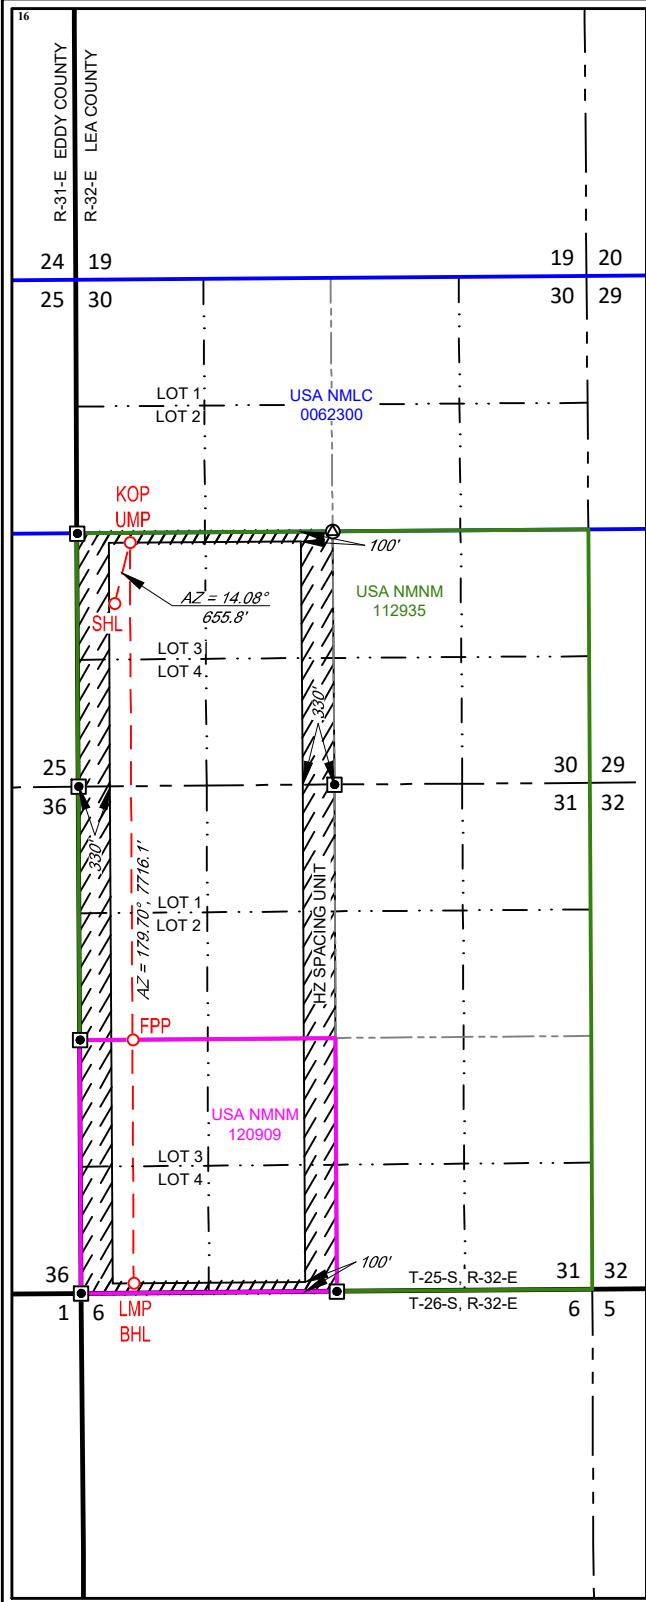 16
R-31-E EDDY COUNTY
R-32-E LEA COUNTY
24 19
19 20
25 30
30 29
LOT 1
LOT 2
USA NMLC
0062300
KOP
UMP
100'
AZ = 14.08°
655.8'
SHL
USA NMNM
112935
LOT 3
LOT 4
330'
25
36
30 29
31 32
330'
AZ = 179.70°, 7716.1'
LOT 1
LOT 2
HZ SPACING UNIT
FPP
USA NMNM
120909
LOT 3
LOT 4
100'
36
31 32
T-25-S, R-32-E
T-26-S, R-32-E
1 6
6 5
LMP
BHL